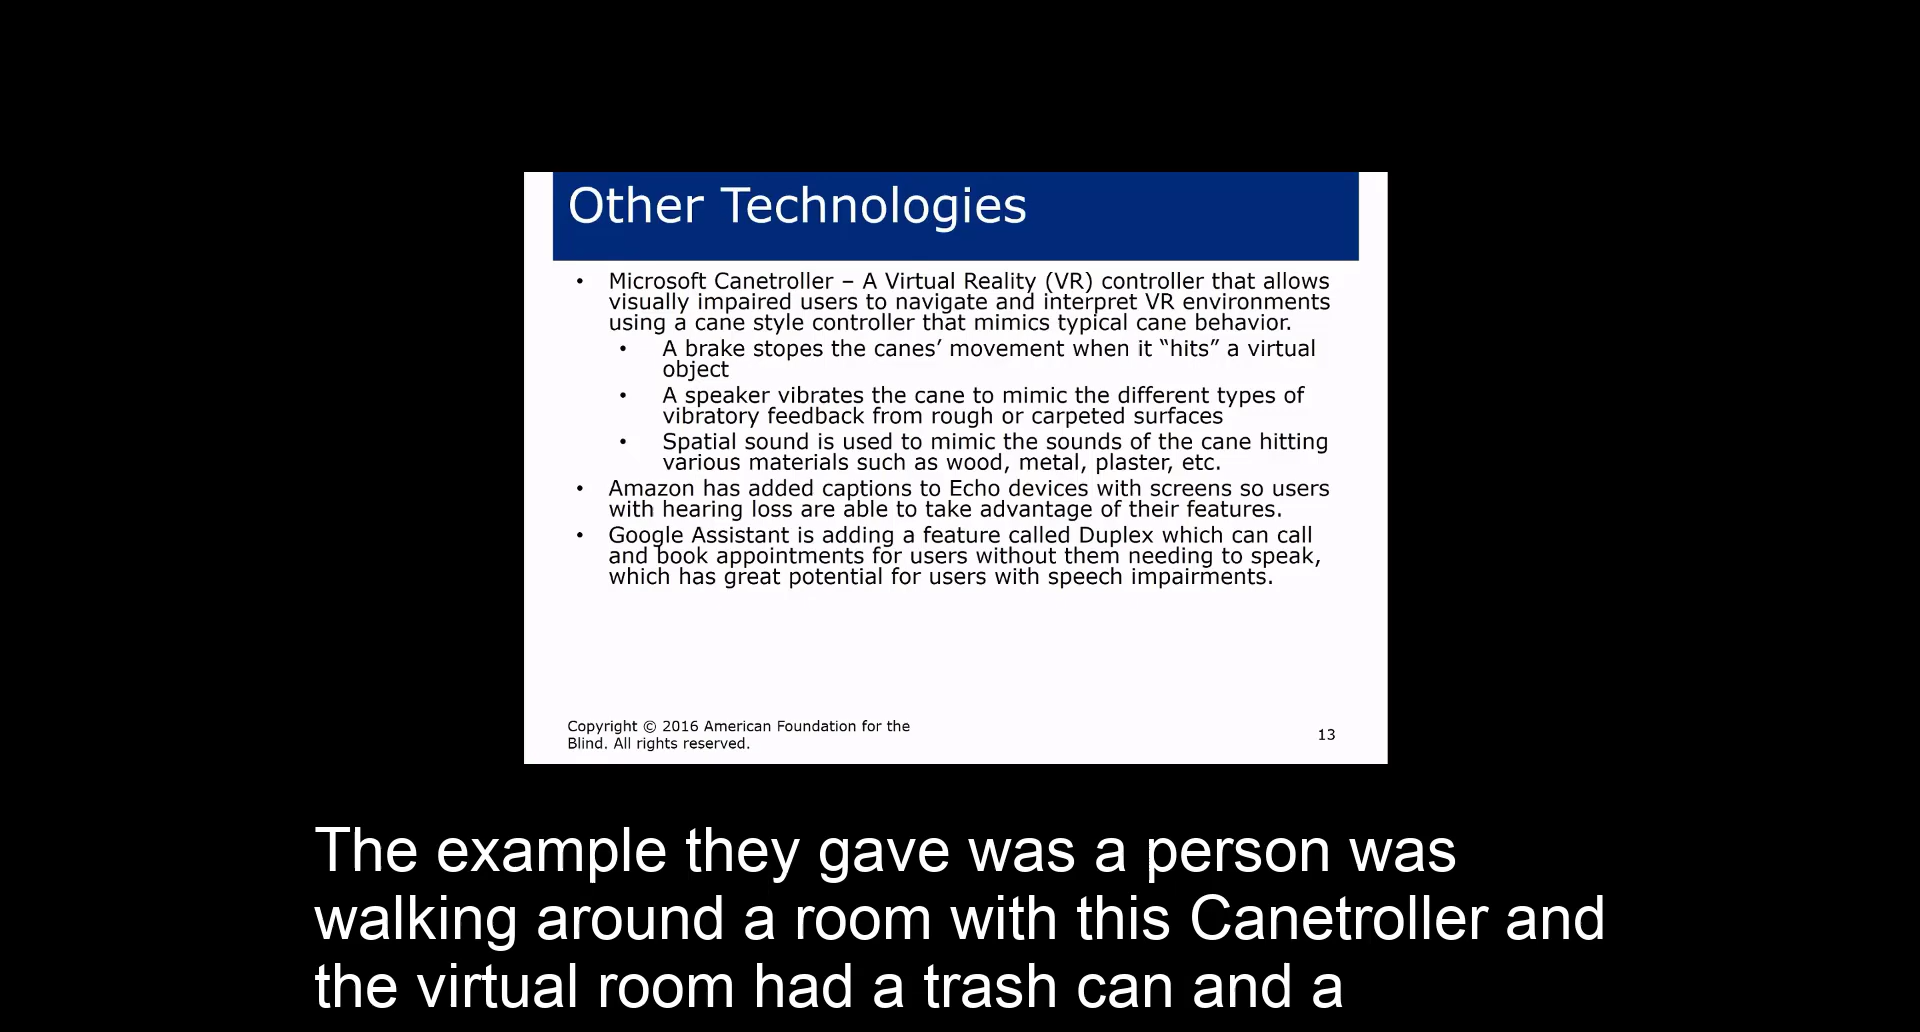 Other Technologies
• Microsoft Canetroller – A Virtual Reality (VR) controller that allows
visually impaired users to navigate and interpret VR environments
using a cane style controller that mimics typical cane behavior.
• A brake stopes the canes’ movement when it “hits” a virtual
object
• A speaker vibrates the cane to mimic the different types of
vibratory feedback from rough or carpeted surfaces
• Spatial sound is used to mimic the sounds of the cane hitting
various materials such as wood, metal, plaster, etc.
• Amazon has added captions to Echo devices with screens so users
with hearing loss are able to take advantage of their features.
• Google Assistant is adding a feature called Duplex which can call
and book appointments for users without them needing to speak,
which has great potential for users with speech impairments.
Copyright © 2016 American Foundation for the
Blind. All rights reserved.
13
The example they gave was a person was
walking around a room with this Canetroller and
the virtual room had a trash can and a